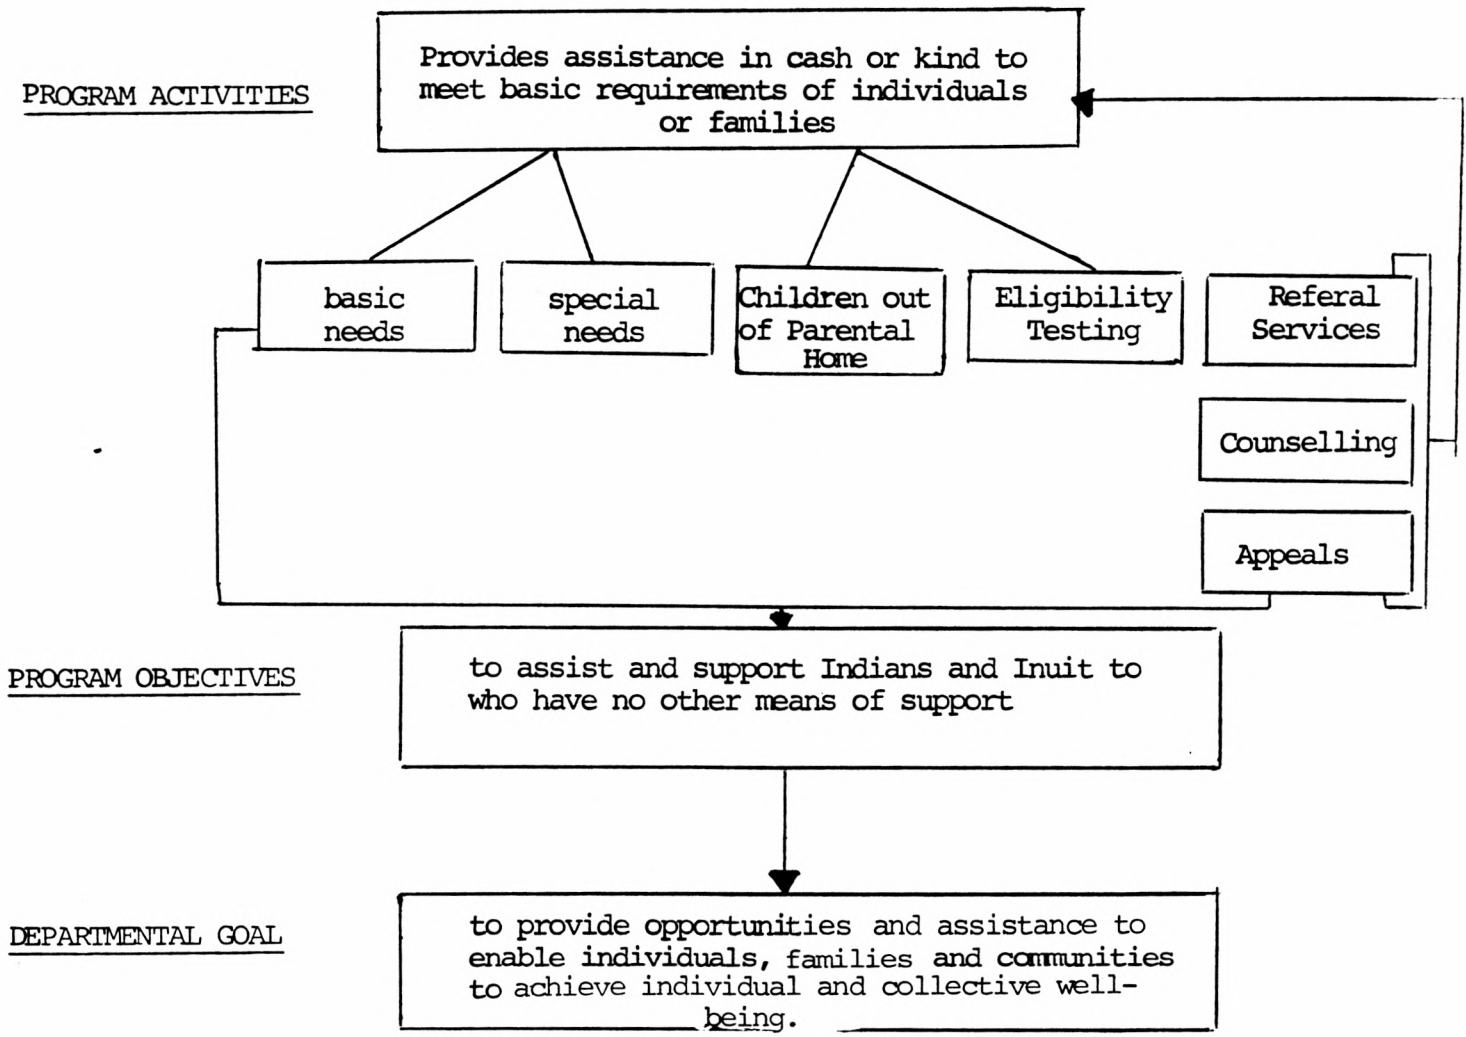 PROGRAM ACTIVITIES
Provides assistance in cash or kind to
meet basic requirements of individuals
or families
basic
needs
special
needs
Children out
of Parental
Home
Eligibility
Testing
Referal
Services
Counselling
Appeals
PROGRAM OBJECTIVES
to assist and support Indians and Inuit to
who have no other means of support
DEPARTMENTAL GOAL
to provide opportunities and assistance to
enable individuals, families and communities
to achieve individual and collective well-
being.